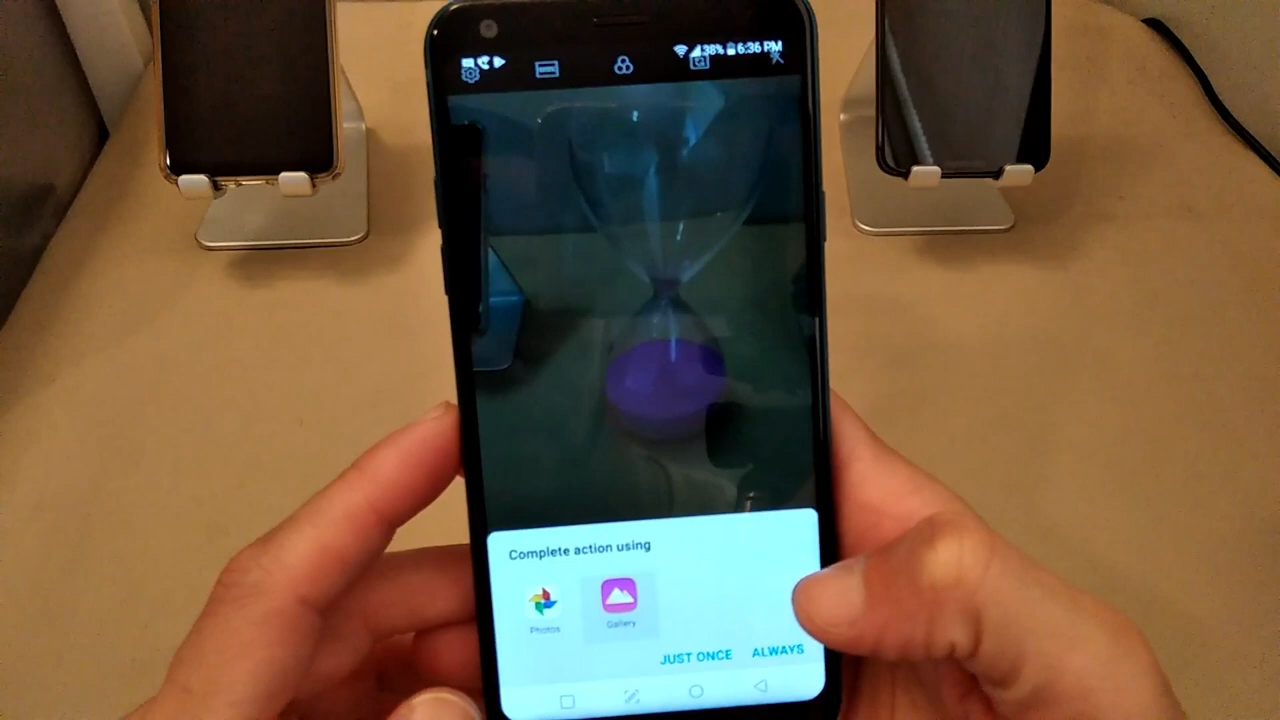 38% 6:36 PM
Complete action using
Photos
Gallery
JUST ONCE ALWAYS